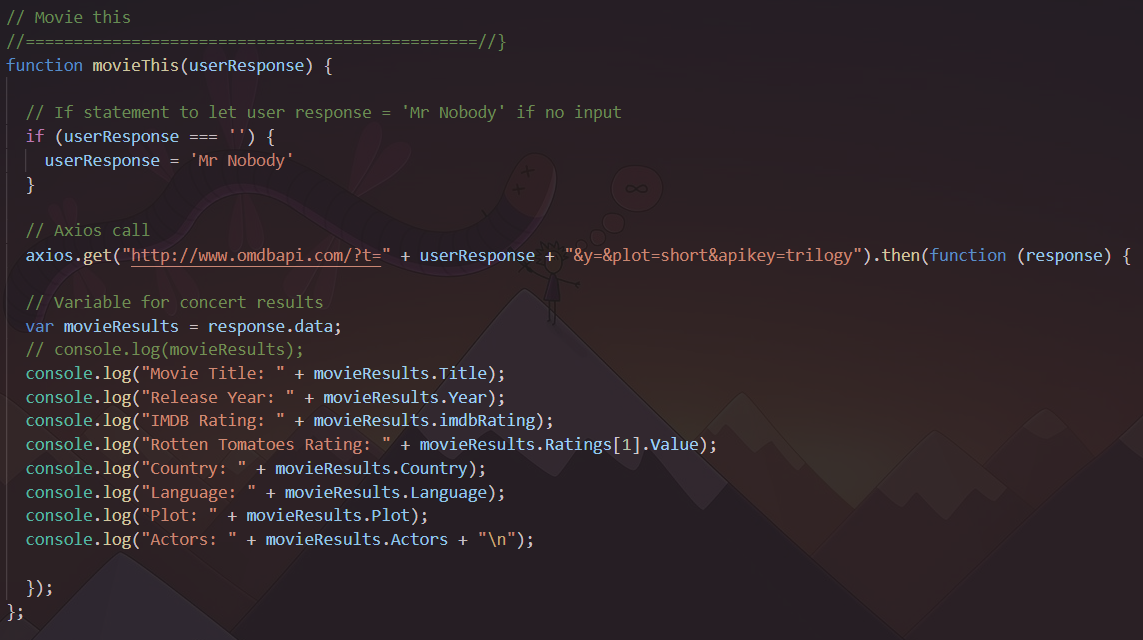 // Movie this
//===============================================//}
function movieThis(userResponse) {
// If statement to let user response = 'Mr Nobody' if no input
if (userResponse === '') {
userResponse = 'Mr Nobody'
}
// Axios call
axios.get("http://www.omdbapi.com/?t=" + userResponse + "&y=&plot=short&apikey=trilogy").then(function (response) {
// Variable for concert results
var movieResults = response.data;
// console.log(movieResults);
console.log("Movie Title: " + movieResults.Title);
console.log("Release Year: " + movieResults.Year);
console.log("IMDB Rating: " + movieResults.imdbRating);
console.log("Rotten Tomatoes Rating: " + movieResults.Ratings[1].Value);
console.log("Country: " + movieResults.Country);
console.log("Language: " + movieResults.Language);
console.log("Plot: " + movieResults.Plot);
console.log("Actors: " + movieResults.Actors + "\n");
});
};